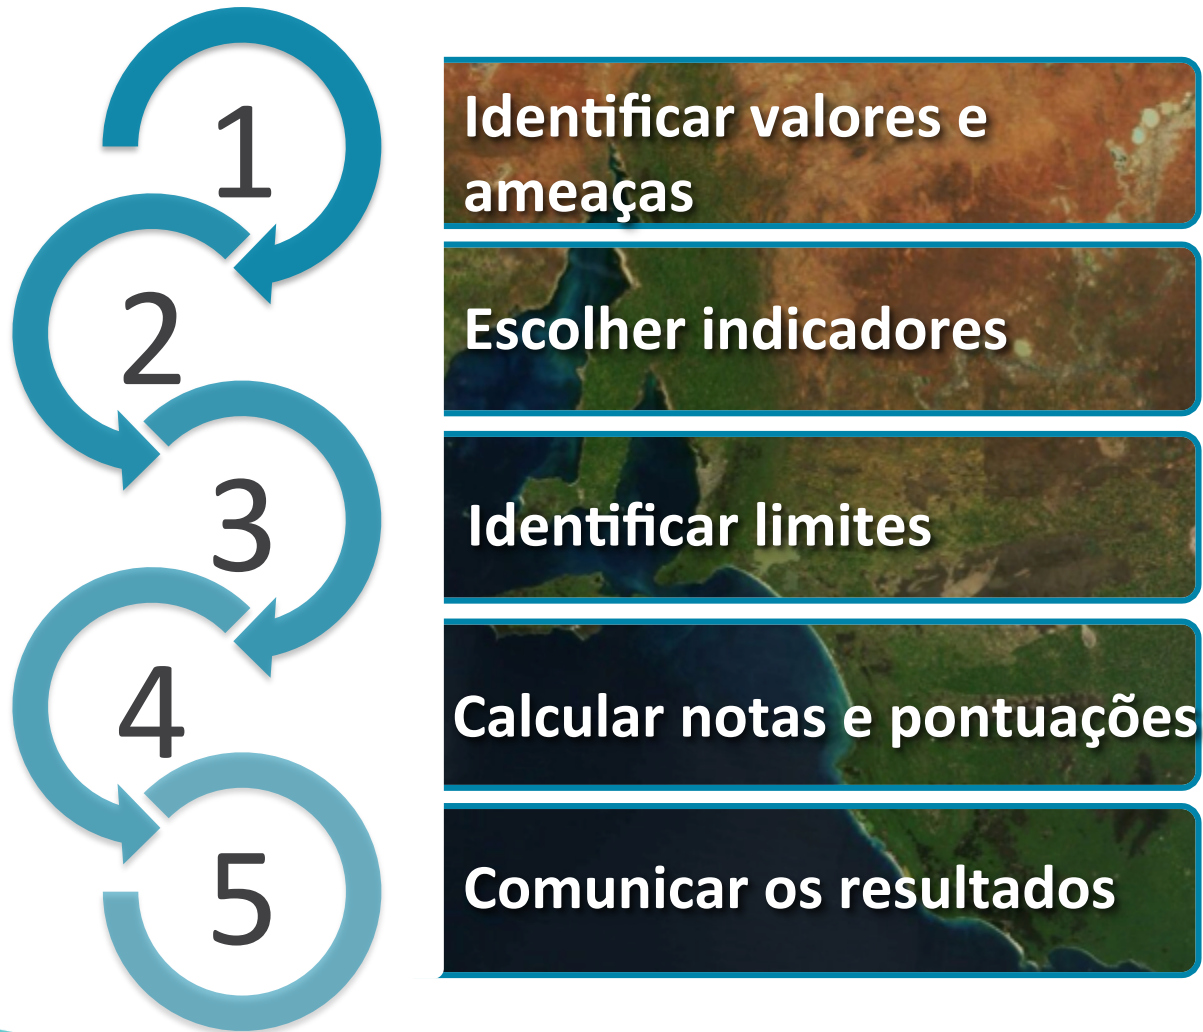 1
Identificar valores e
ameaças
2
Escolher indicadores
3
Identificar limites
4
Calcular notas e pontuações
5
Comunicar os resultados